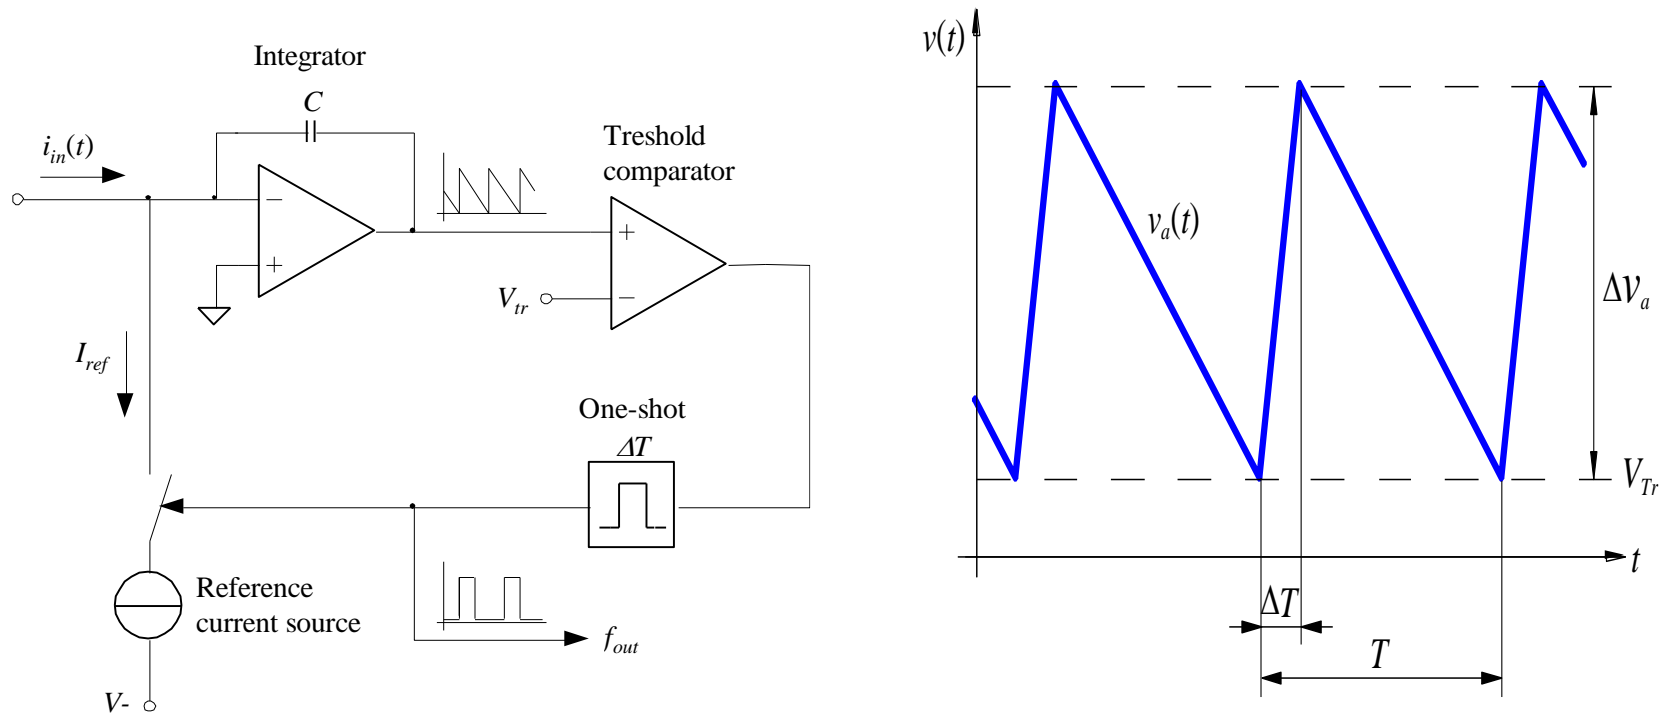 Integrator
C
i_in(t)
−
+
Treshold
comparator
+
V_tr
−
I_ref
One-shot
ΔT
Reference
current source
f_out
V-
v(t)
v_a(t)
ΔV_a
V_Tr
t
ΔT
T